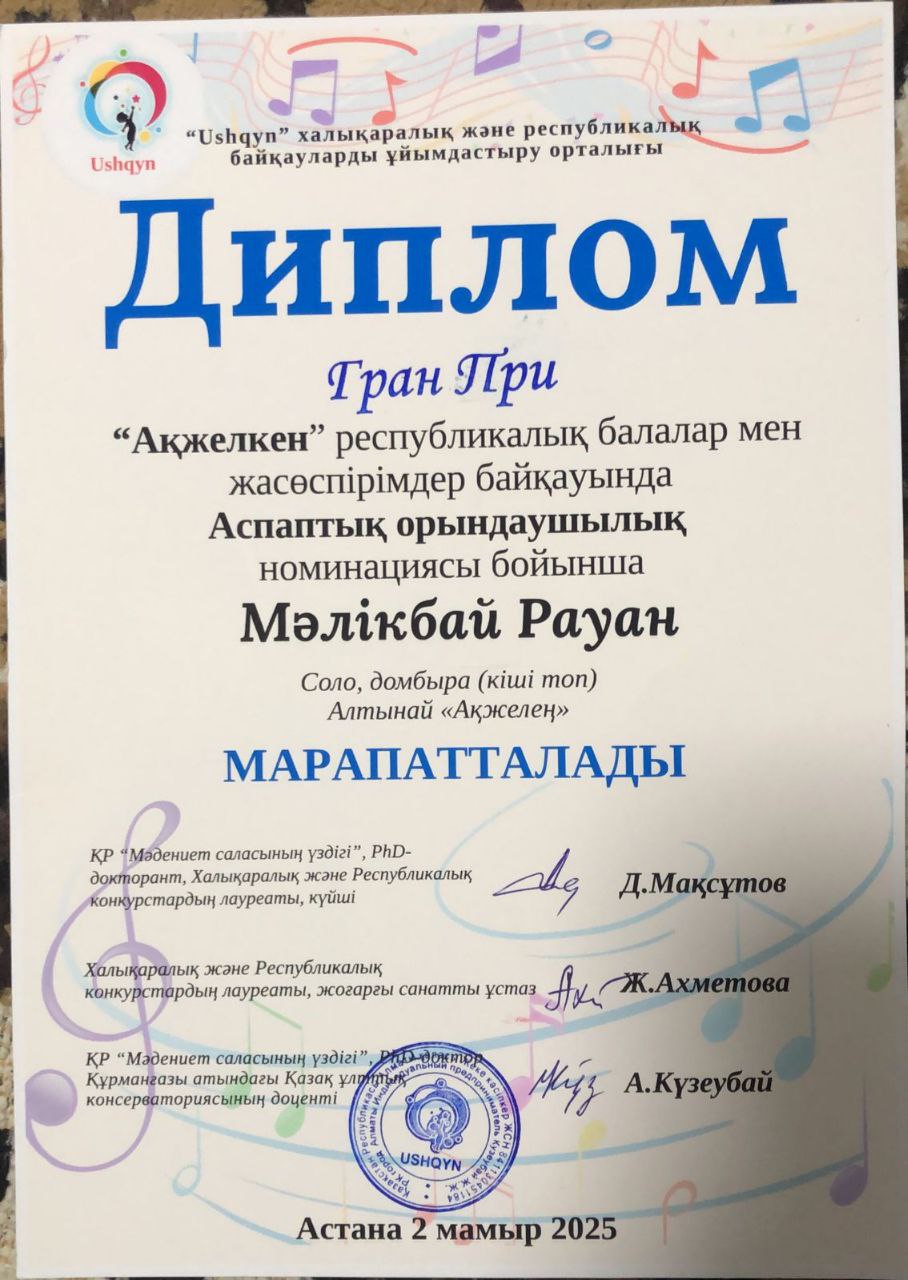 Ushqyn
“Ushqyn” халықаралық және республикалық
байқауларды ұйымдастыру орталығы
Диплом
Гран При
“Ақжелкен” республикалық балалар мен
жасөспірімдер байқауында
Аспаптық орындаушылық
номинациясы бойынша
Мәлікбай Рауан
Соло, домбыра (кіші топ)
Алтынай «Ақжелең»
МАРАПАТТАЛАДЫ
ҚР “Мәдениет саласының үздігі”, PhD-
докторант, Халықаралық және Республикалық
конкурстардың лауреаты, күйші
Д.Мақсұтов
Халықаралық және Республикалық
конкурстардың лауреаты, жоғарғы санатты ұстаз
Ж.Ахметова
ҚР “Мәдениет саласының үздігі”, PhD-доктор
Құрманғазы атындағы Қазақ ұлттық
консерваториясының доценті
А.Күзеубай
USHQYN
Астана 2 мамыр 2025